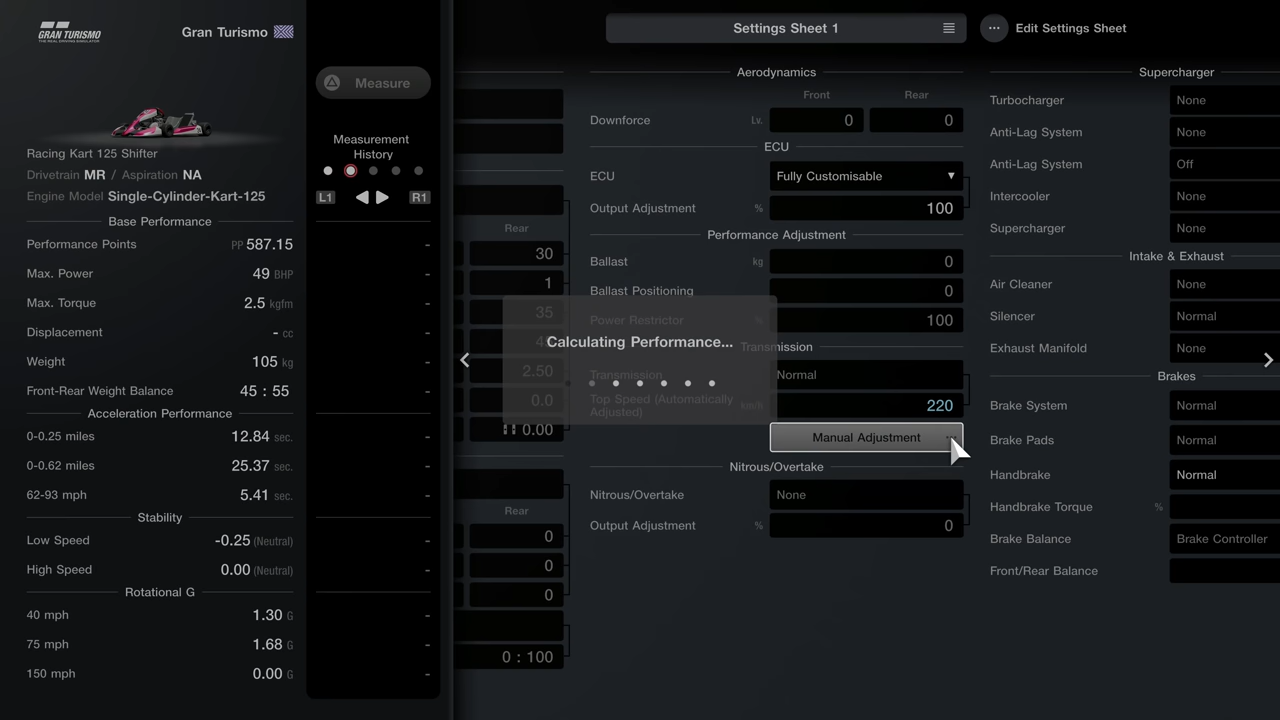 GRAN TURISMO
THE REAL DRIVING SIMULATOR
Gran Turismo
Racing Kart 125 Shifter
Drivetrain MR / Aspiration NA
Engine Model Single-Cylinder-Kart-125
Base Performance
Performance Points PP 587.15
Max. Power 49 BHP
Max. Torque 2.5 kgfm
Displacement - cc
Weight 105 kg
Front-Rear Weight Balance 45 : 55
Acceleration Performance
0-0.25 miles 12.84 sec.
0-0.62 miles 25.37 sec.
62-93 mph 5.41 sec.
Stability
Low Speed -0.25 (Neutral)
High Speed 0.00 (Neutral)
Rotational G
40 mph 1.30 G
75 mph 1.68 G
150 mph 0.00 G
Measure
Measurement
History
L1 R1
-
-
-
-
-
-
-
-
-
-
-
-
-
-
Rear
30
1
35
2.50
0.0
0.00
Rear
0
0
0
0 : 100
Settings Sheet 1
Edit Settings Sheet
Aerodynamics
Front Rear
Downforce Lv. 0 0
ECU
ECU Fully Customisable
Output Adjustment % 100
Performance Adjustment
Ballast kg 0
Ballast Positioning 0
Power Restrictor % 100
Calculating Performance...
Transmission
Transmission Normal
Top Speed (Automatically
Adjusted) km/h 220
Manual Adjustment
Nitrous/Overtake
Nitrous/Overtake None
Output Adjustment % 0
Supercharger
Turbocharger None
Anti-Lag System None
Anti-Lag System Off
Intercooler None
Supercharger None
Intake & Exhaust
Air Cleaner None
Silencer Normal
Exhaust Manifold None
Brakes
Brake System Normal
Brake Pads Normal
Handbrake Normal
Handbrake Torque %
Brake Balance Brake Controller
Front/Rear Balance